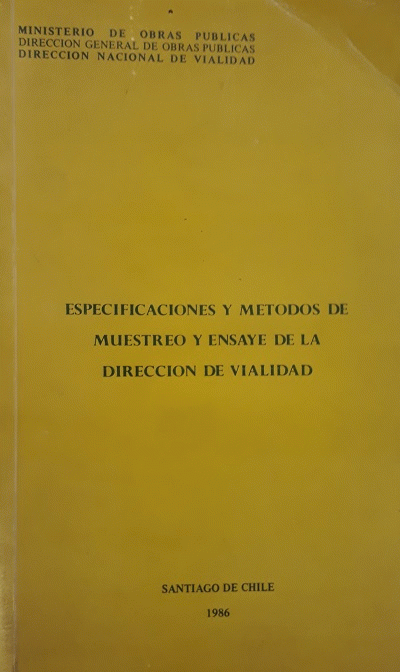 MINISTERIO DE OBRAS PUBLICAS
DIRECCION GENERAL DE OBRAS PUBLICAS
DIRECCION NACIONAL DE VIALIDAD
ESPECIFICACIONES Y METODOS DE
MUESTREO Y ENSAYE DE LA
DIRECCION DE VIALIDAD
SANTIAGO DE CHILE
1986